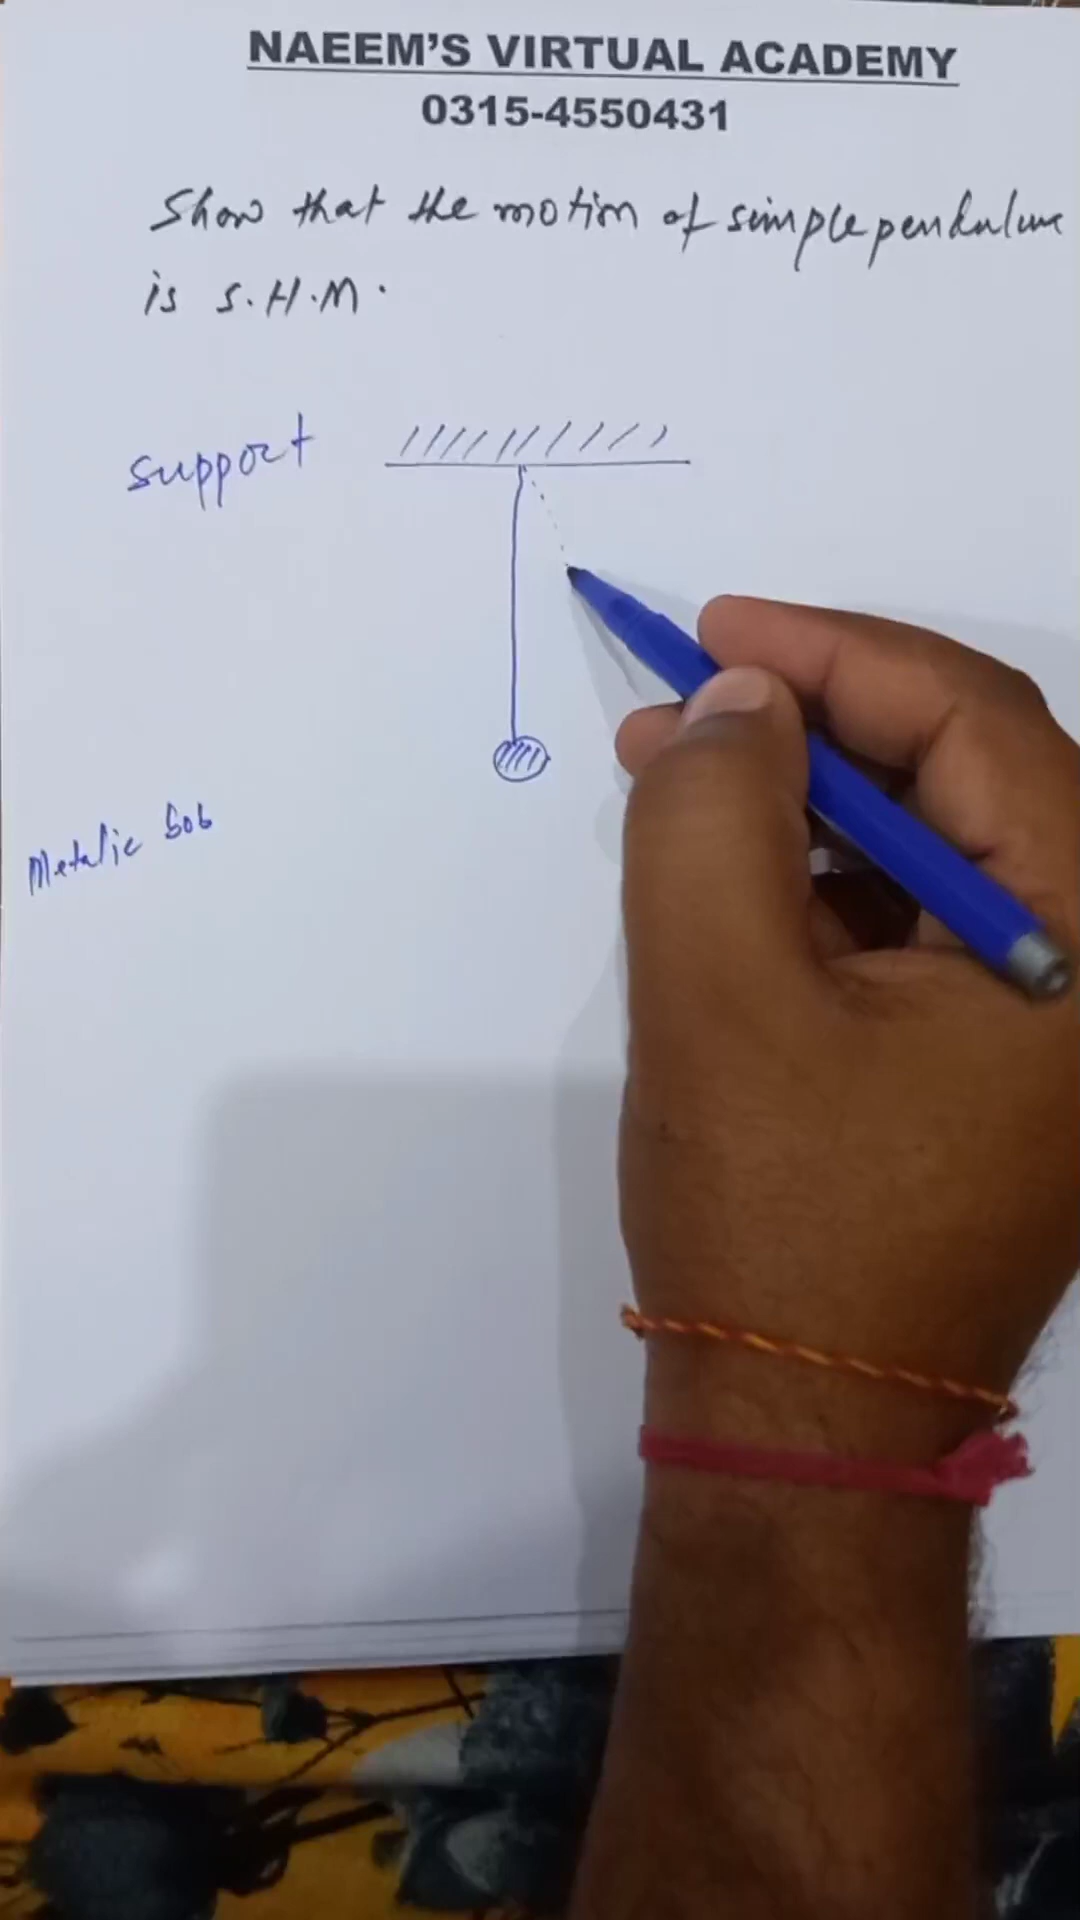 NAEEM'S VIRTUAL ACADEMY
0315-4550431
Show that the motion of simple pendulum
is S.H.M.
support
Metalic bob